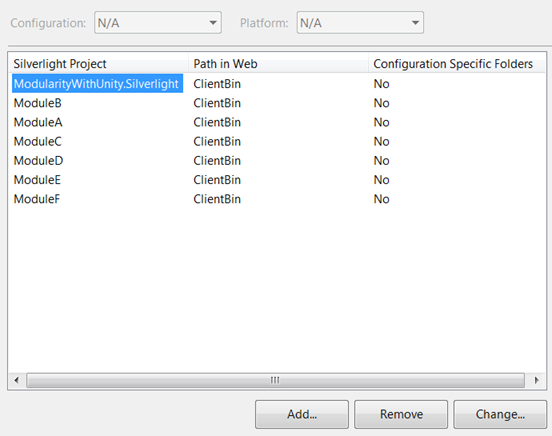 Configuration: N/A Platform: N/A
Silverlight Project Path in Web Configuration Specific Folders
ModularityWithUnity.Silverlight ClientBin No
ModuleB ClientBin No
ModuleA ClientBin No
ModuleC ClientBin No
ModuleD ClientBin No
ModuleE ClientBin No
ModuleF ClientBin No
Add... Remove Change...